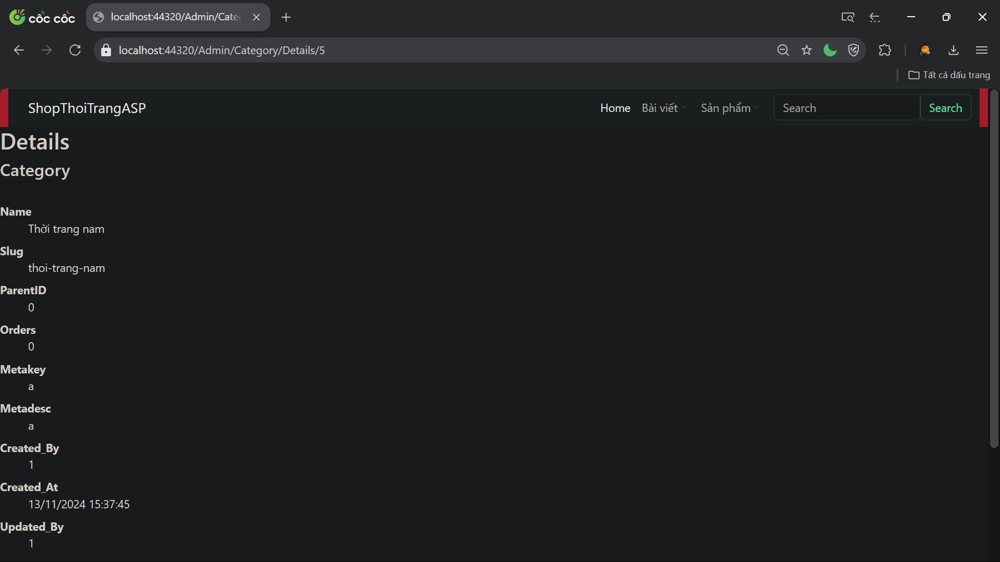 cốc cốc
localhost:44320/Admin/Cate
localhost:44320/Admin/Category/Details/5
Tất cả dấu trang
ShopThoiTrangASP
Home
Bài viết
Sản phẩm
Search
Search
Details
Category
Name
Thời trang nam
Slug
thoi-trang-nam
ParentID
0
Orders
0
Metakey
a
Metadesc
a
Created_By
1
Created_At
13/11/2024 15:37:45
Updated_By
1